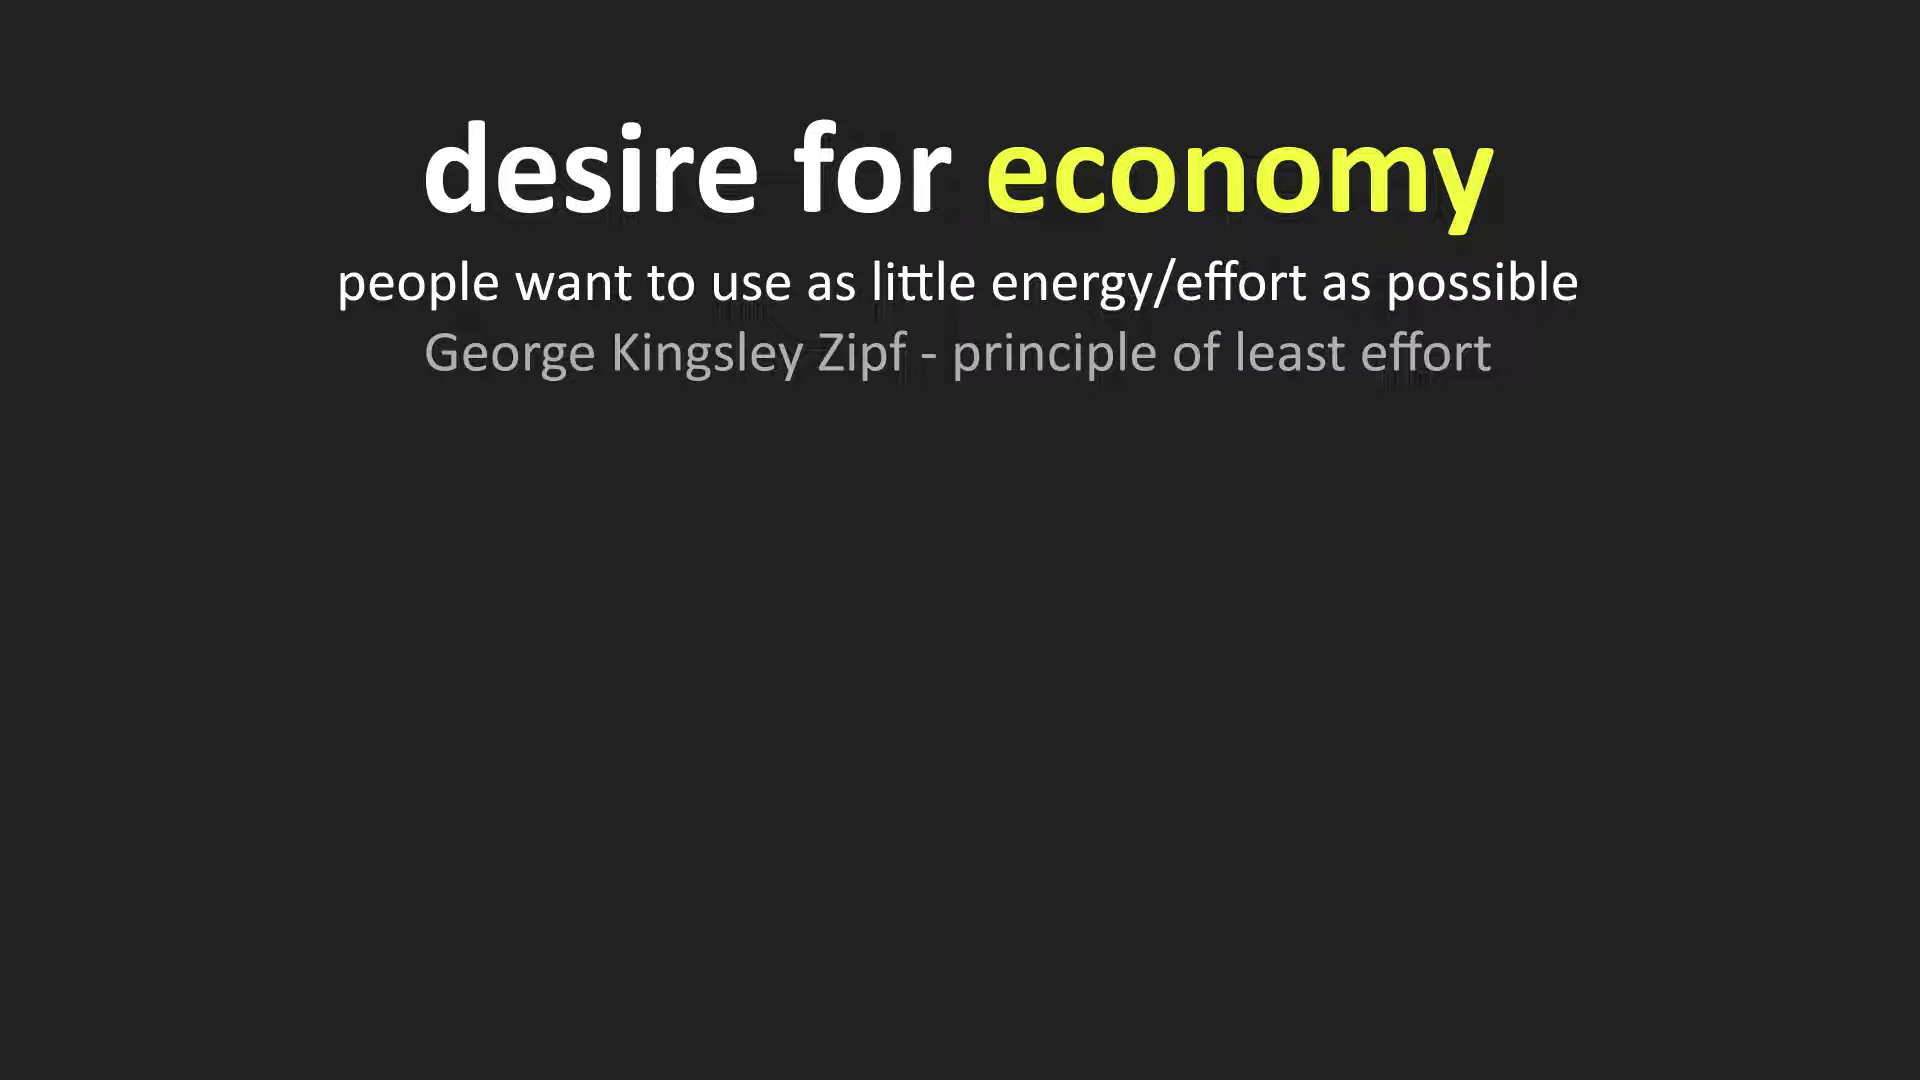 desire for economy
people want to use as little energy/effort as possible
George Kingsley Zipf - principle of least effort